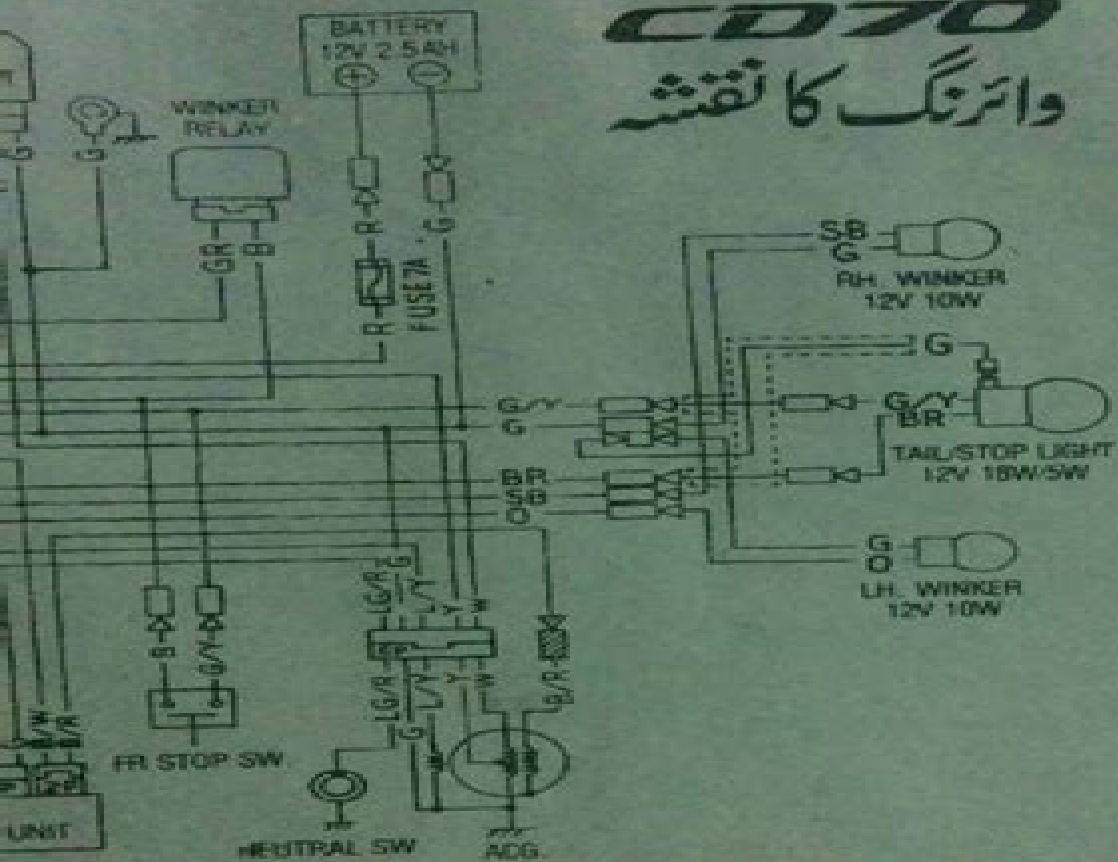 CD70
وائرنگ کا نقشہ
BATTERY
12V 2.5AH
WINKER
RELAY
G
G
GR
B
R
FUSE 7A
R
G
SB
G
RH. WINKER
12V 10W
G
G/Y
BR
TAIL/STOP LIGHT
12V 18W/5W
G/Y
G
BR
SB
O
G
O
LH. WINKER
12V 10W
LG/R
G
L/Y
Y
W
B
G/Y
LG/R
G
L/Y
Y
W
B/R
B/W
B/R
FR STOP SW
UNIT
NEUTRAL SW
ACG.